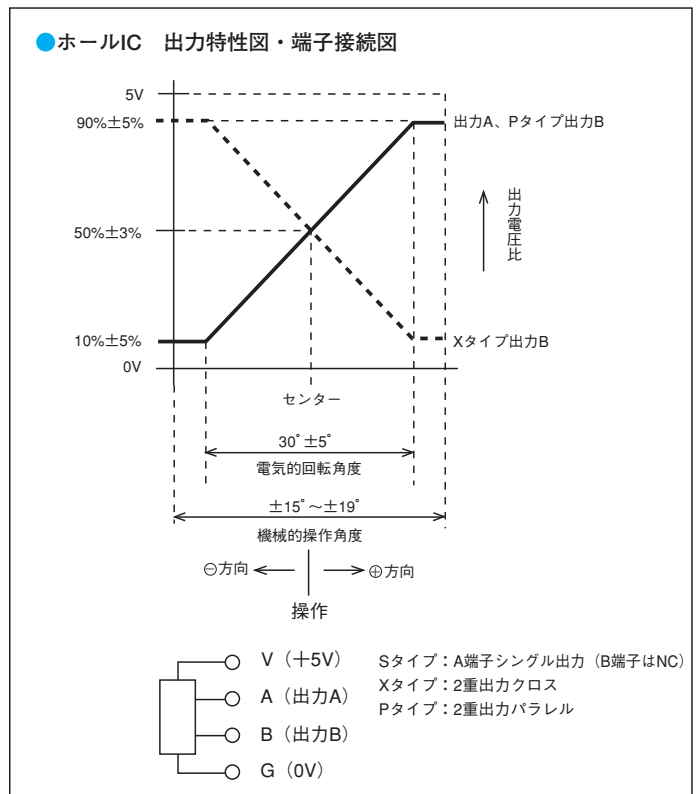 ●ホールIC　出力特性図・端子接続図
5V
90%±5%
出力A、Pタイプ出力B
出力電圧比
50%±3%
10%±5%
Xタイプ出力B
0V
センター
30°±5°
電気的回転角度
±15°～±19°
機械的操作角度
⊖方向
⊕方向
操作
V（＋5V）
A（出力A）
B（出力B）
G（0V）
Sタイプ：A端子シングル出力（B端子はNC）
Xタイプ：2重出力クロス
Pタイプ：2重出力パラレル